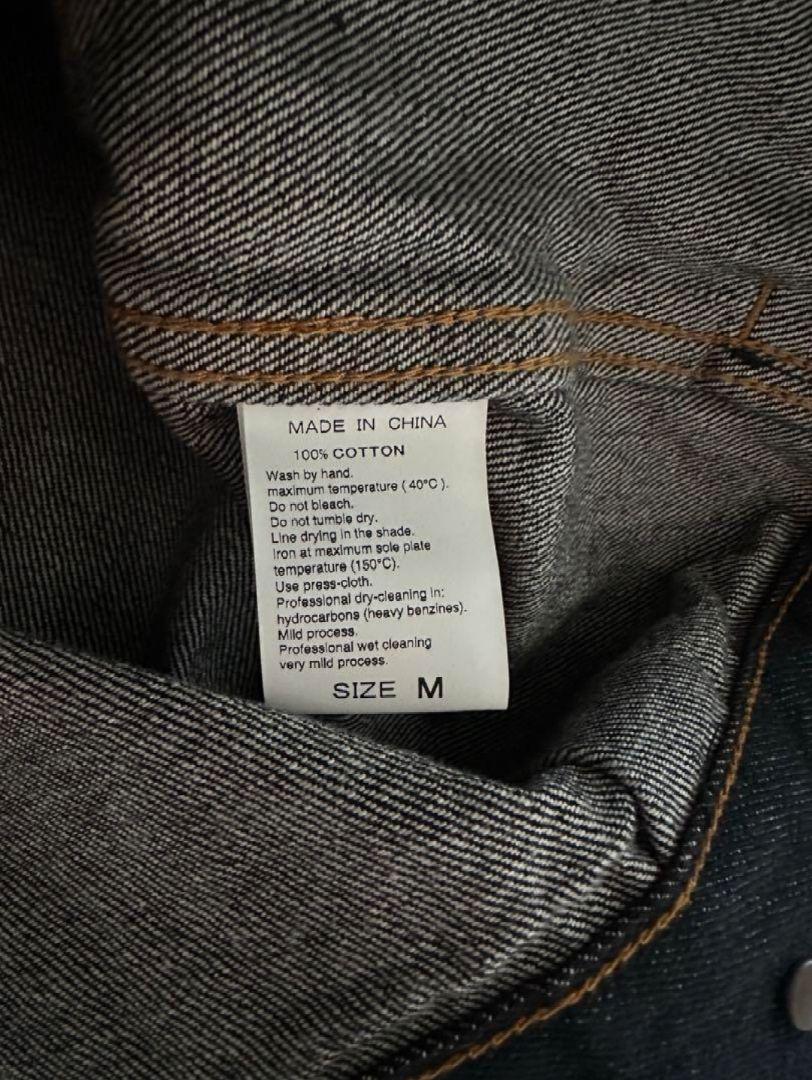 MADE IN CHINA
100% COTTON
Wash by hand.
maximum temperature (40°C).
Do not bleach.
Do not tumble dry.
Line drying in the shade.
Iron at maximum sole plate
temperature (150°C).
Use press-cloth.
Professional dry-cleaning in:
hydrocarbons (heavy benzines).
Mild process.
Professional wet cleaning
very mild process.
SIZE M